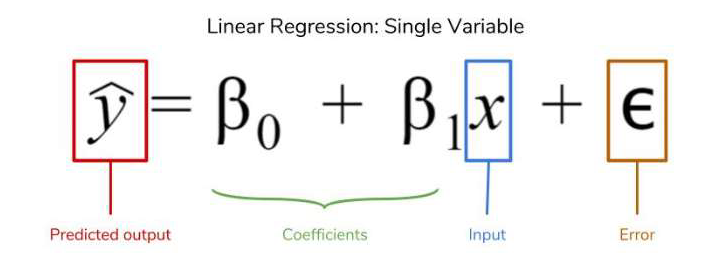 Linear Regression: Single Variable
ŷ = β₀ + β₁x + ϵ
Predicted output Coefficients Input Error